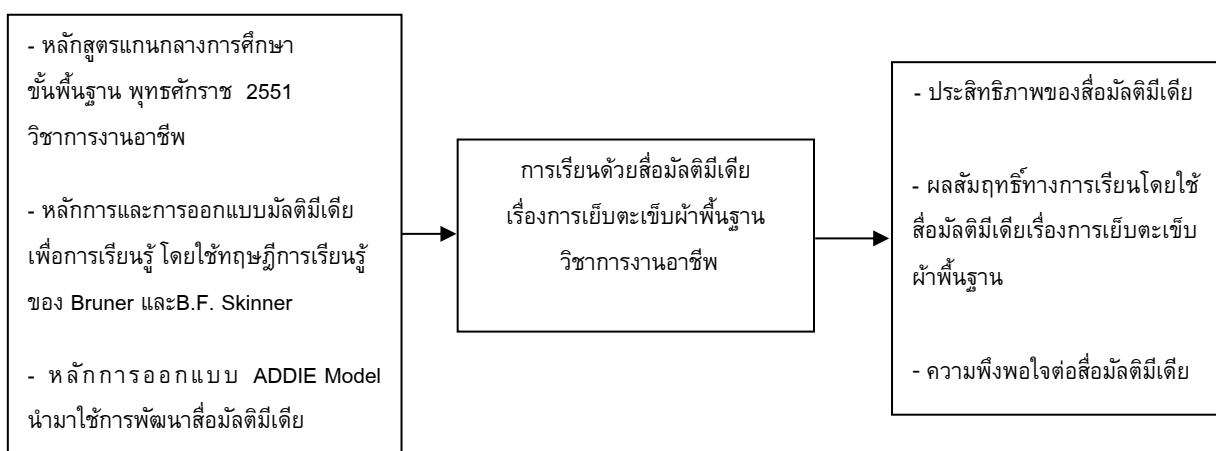 - หลักสูตรแกนกลางการศึกษา
ขั้นพื้นฐาน พุทธศักราช 2551
วิชาการงานอาชีพ
- หลักการและการออกแบบมัลติมีเดีย
เพื่อการเรียนรู้ โดยใช้ทฤษฎีการเรียนรู้
ของ Bruner และB.F. Skinner
- หลักการออกแบบ ADDIE Model
นำมาใช้การพัฒนาสื่อมัลติมีเดีย
การเรียนด้วยสื่อมัลติมีเดีย
เรื่องการเย็บตะเข็บผ้าพื้นฐาน
วิชาการงานอาชีพ
- ประสิทธิภาพของสื่อมัลติมีเดีย
- ผลสัมฤทธิ์ทางการเรียนโดยใช้
สื่อมัลติมีเดียเรื่องการเย็บตะเข็บ
ผ้าพื้นฐาน
- ความพึงพอใจต่อสื่อมัลติมีเดีย